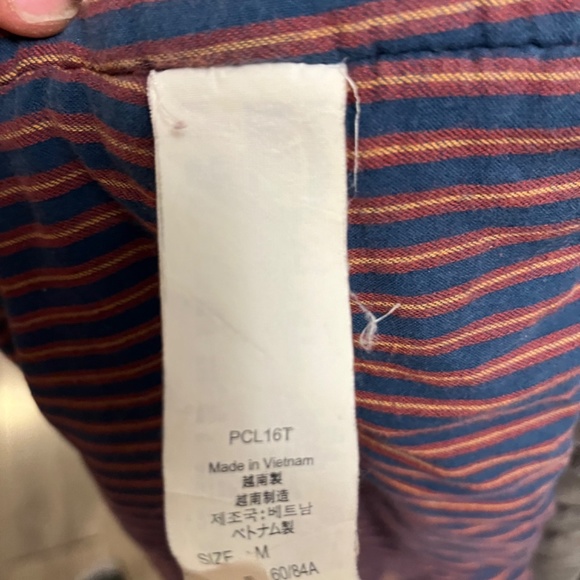 PCL16T
Made in Vietnam
越南製
越南制造
제조국:베트남
ベトナム製
SIZE M
60/84A